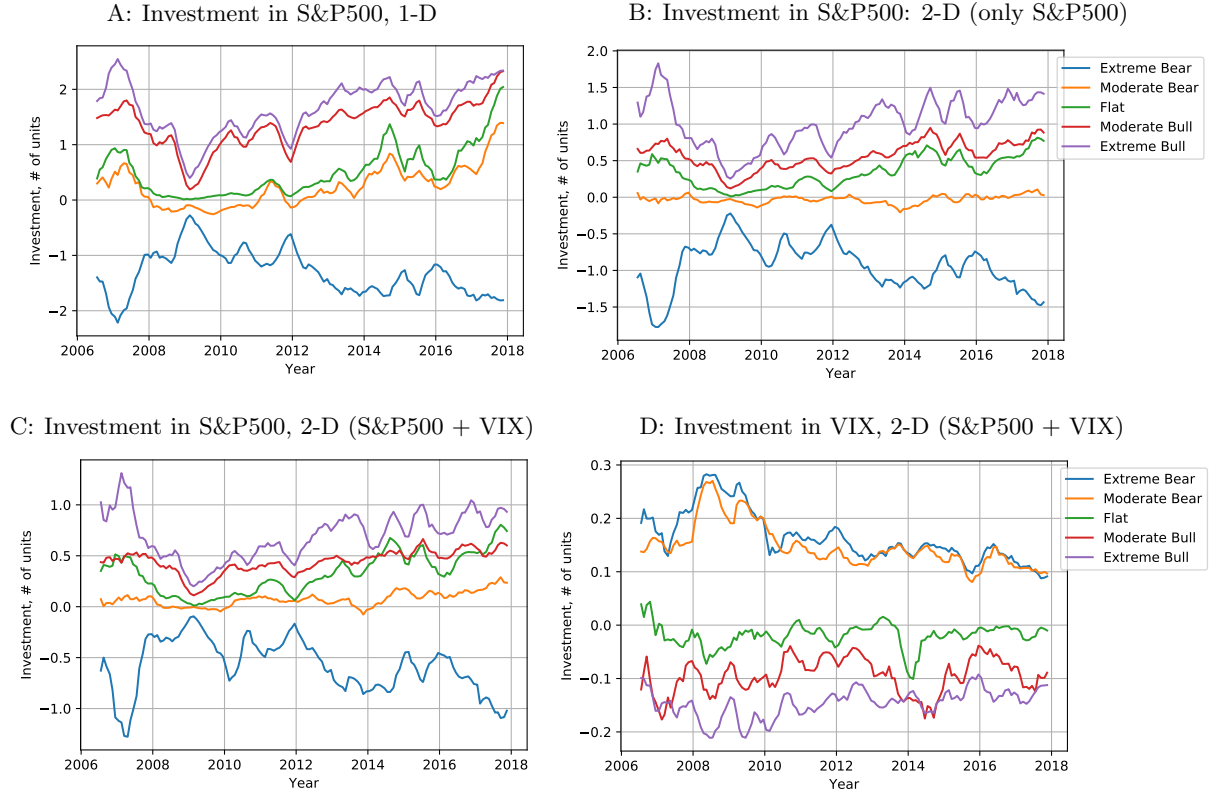 A: Investment in S&P500, 1-D
Investment, # of units
2
1
0
−1
−2
2006 2008 2010 2012 2014 2016 2018
Year
B: Investment in S&P500: 2-D (only S&P500)
Investment, # of units
2.0
1.5
1.0
0.5
0.0
−0.5
−1.0
−1.5
2006 2008 2010 2012 2014 2016 2018
Year
Extreme Bear
Moderate Bear
Flat
Moderate Bull
Extreme Bull
C: Investment in S&P500, 2-D (S&P500 + VIX)
Investment, # of units
1.0
0.5
0.0
−0.5
−1.0
2006 2008 2010 2012 2014 2016 2018
Year
D: Investment in VIX, 2-D (S&P500 + VIX)
Investment, # of units
0.3
0.2
0.1
−0.0
−0.1
−0.2
2006 2008 2010 2012 2014 2016 2018
Year
Extreme Bear
Moderate Bear
Flat
Moderate Bull
Extreme Bull